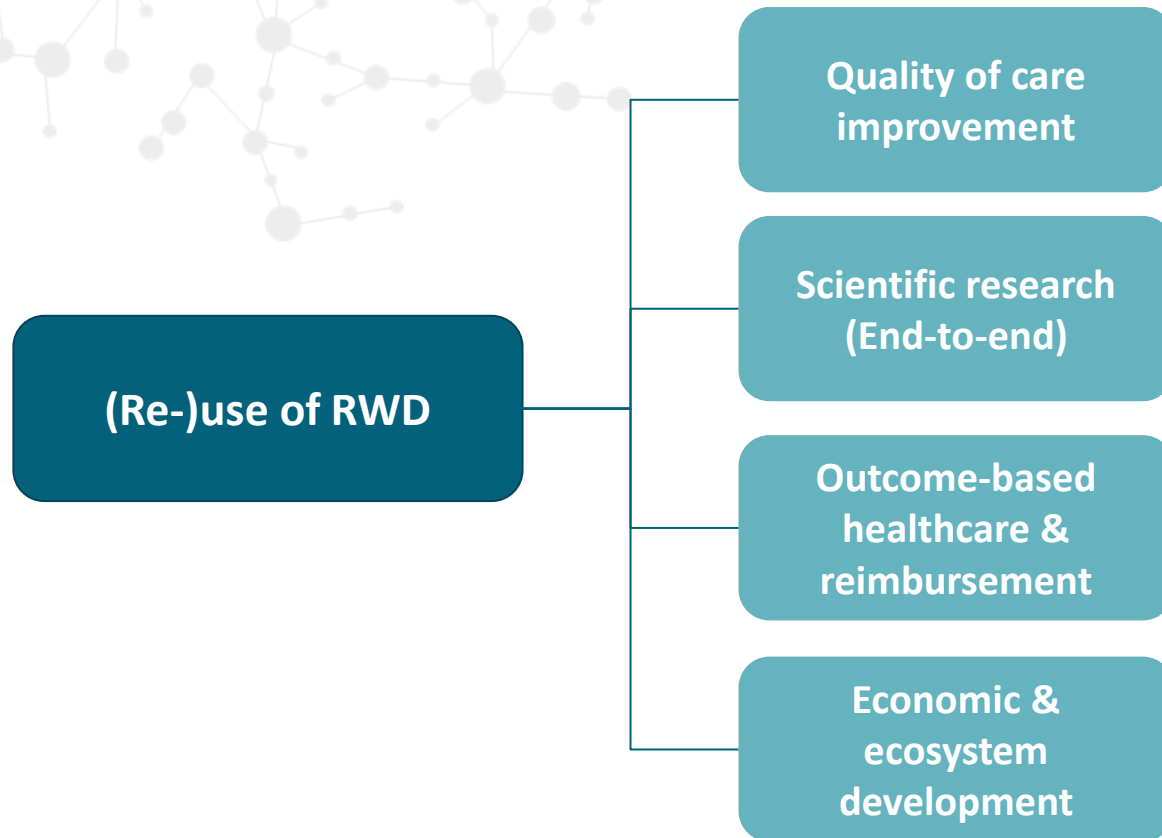 Quality of care
improvement
Scientific research
(End-to-end)
(Re-)use of RWD
Outcome-based
healthcare &
reimbursement
Economic &
ecosystem
development